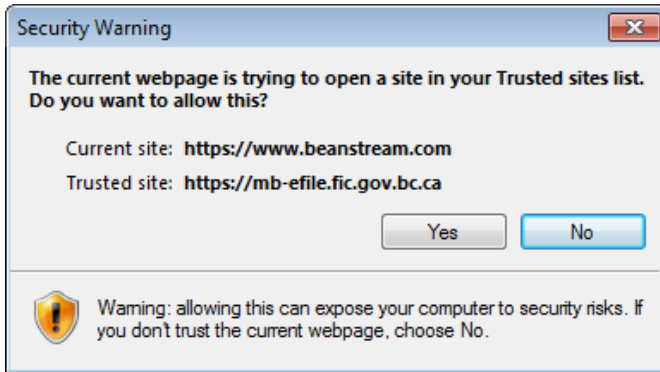 Security Warning
The current webpage is trying to open a site in your Trusted sites list.
Do you want to allow this?
Current site: https://www.beanstream.com
Trusted site: https://mb-efile.fic.gov.bc.ca
Yes No
Warning: allowing this can expose your computer to security risks. If
you don't trust the current webpage, choose No.